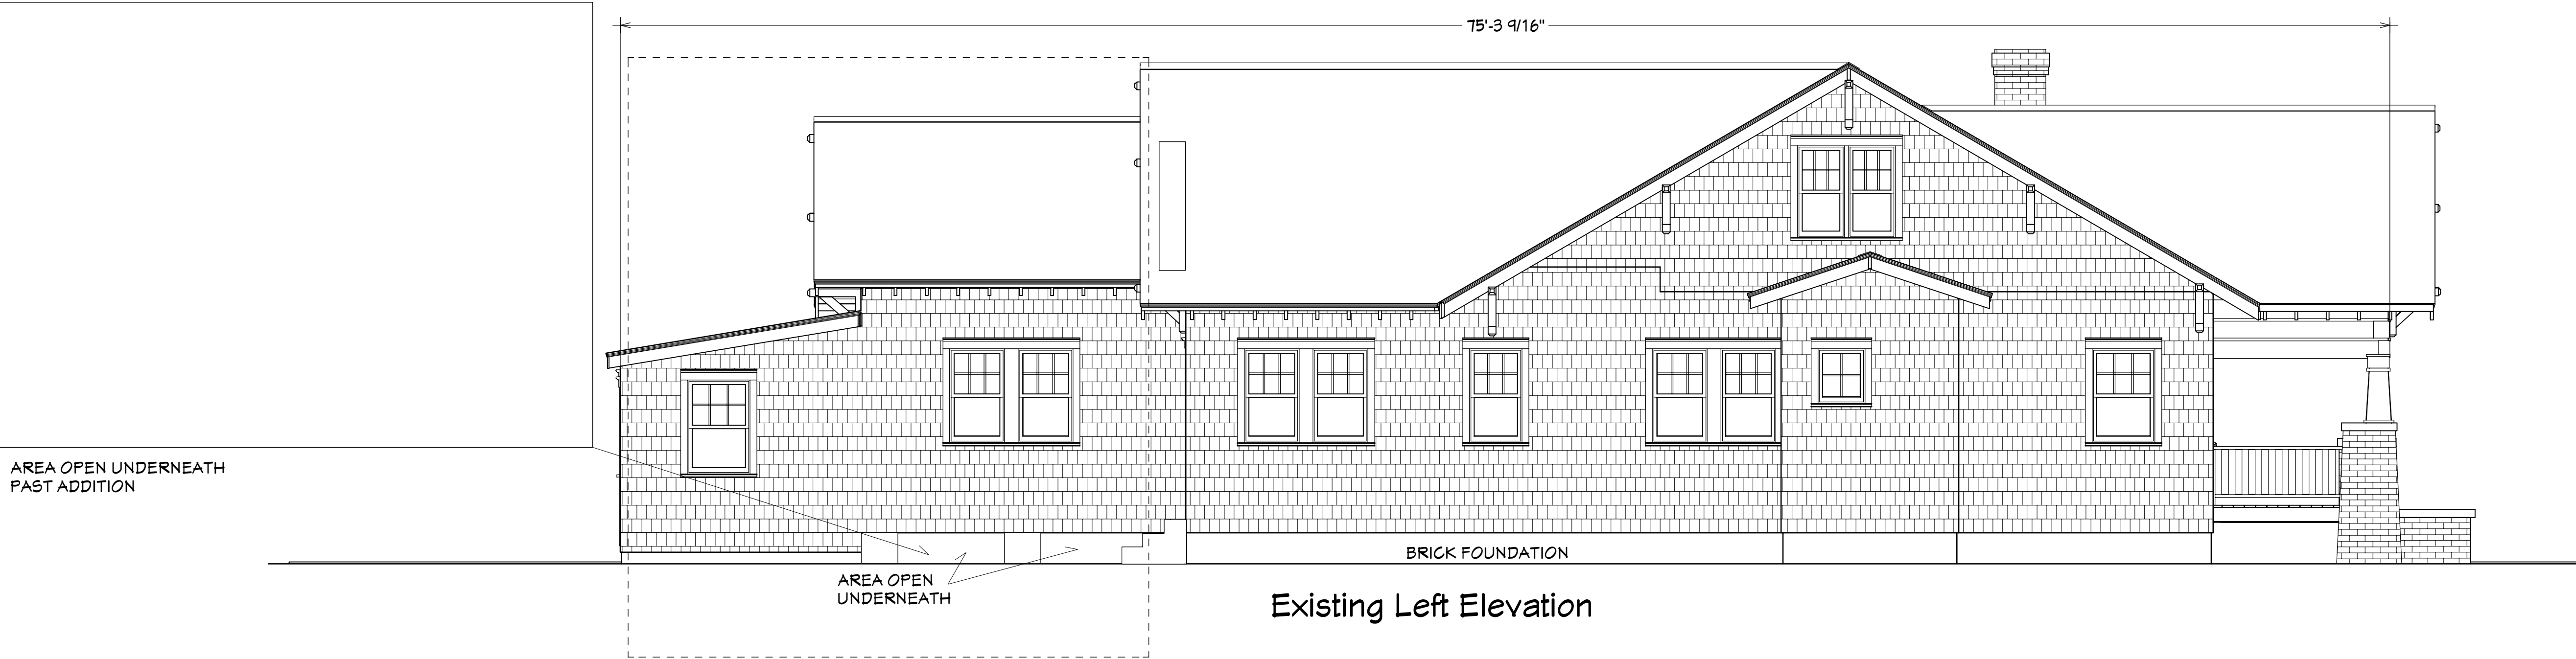 75'-3 9/16"
AREA OPEN UNDERNEATH
PAST ADDITION
BRICK FOUNDATION
AREA OPEN
UNDERNEATH
Existing Left Elevation